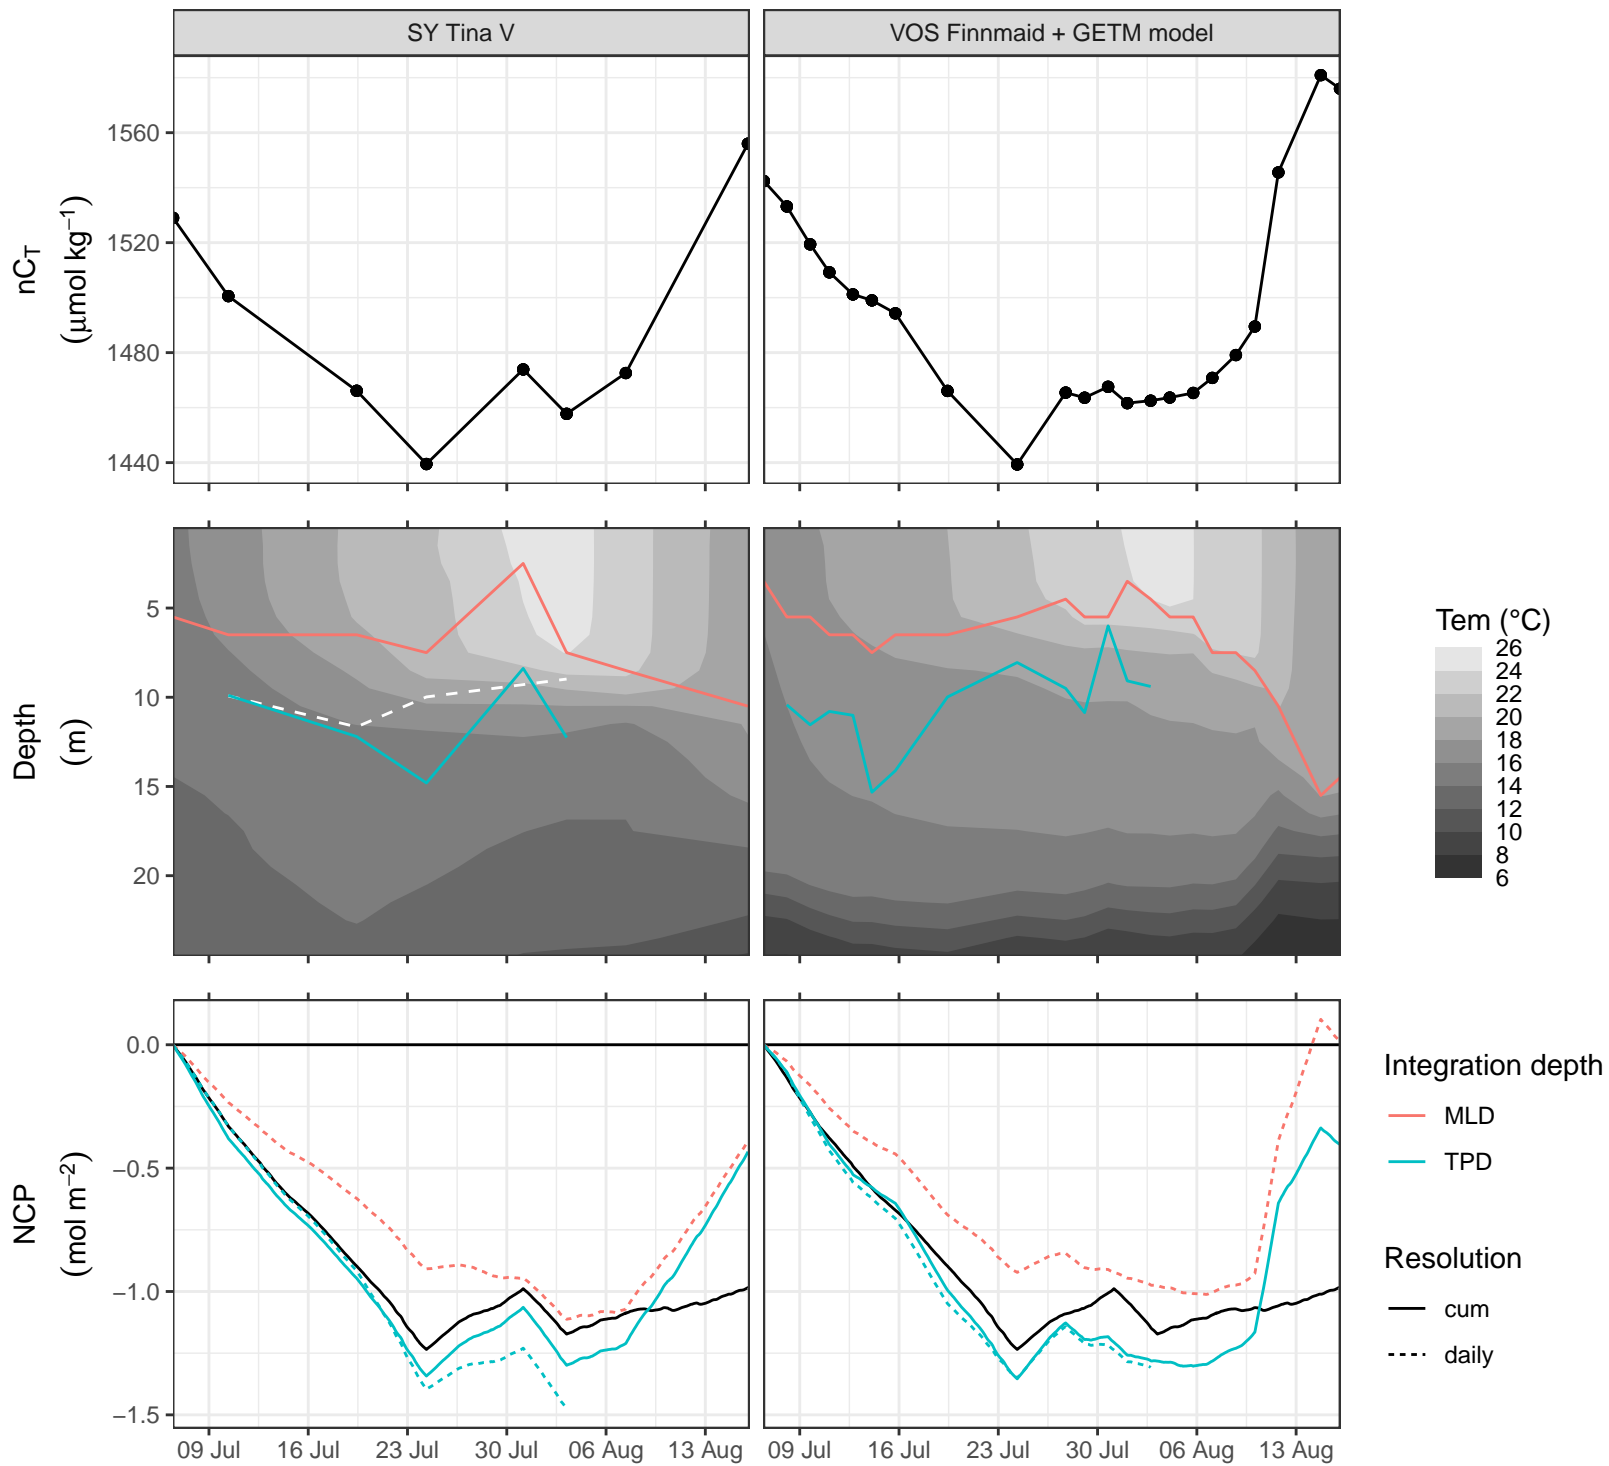 SY Tina V
VOS Finnmaid + GETM model
nC_T
(μmol kg⁻¹)
1560
1520
1480
1440
Depth
(m)
5
10
15
20
Tem (°C)
26
24
22
20
18
16
14
12
10
8
6
NCP
(mol m⁻²)
0.0
−0.5
−1.0
−1.5
09 Jul 16 Jul 23 Jul 30 Jul 06 Aug 13 Aug
09 Jul 16 Jul 23 Jul 30 Jul 06 Aug 13 Aug
Integration depth
MLD
TPD
Resolution
cum
daily